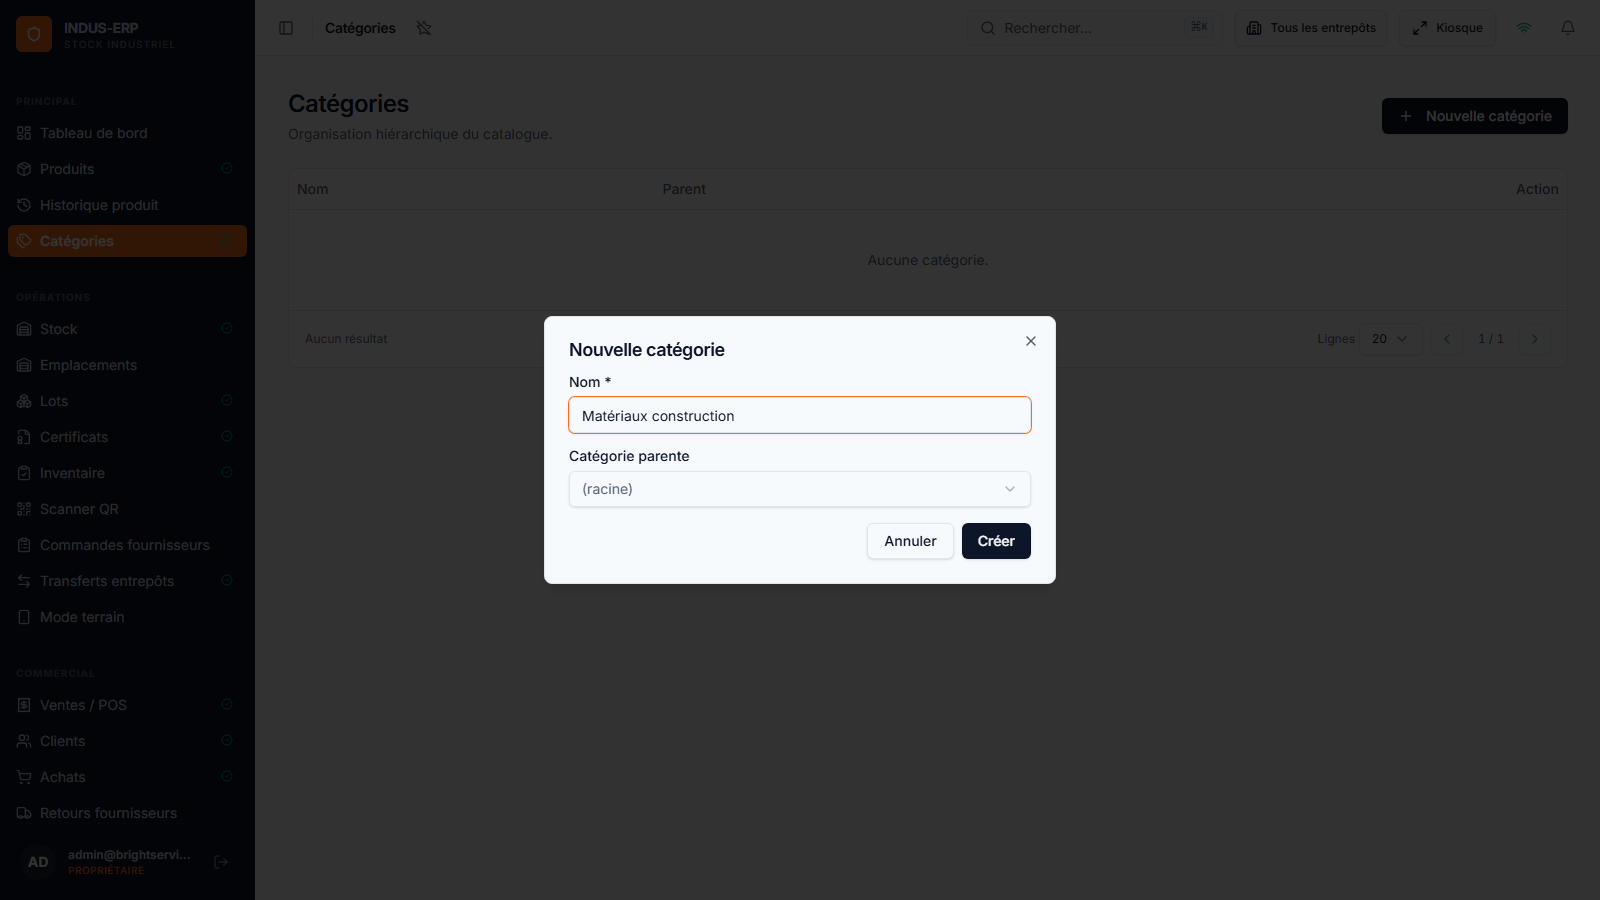 INDUS-ERP
STOCK INDUSTRIEL
PRINCIPAL
Tableau de bord
Produits
Historique produit
Catégories
OPÉRATIONS
Stock
Emplacements
Lots
Certificats
Inventaire
Scanner QR
Commandes fournisseurs
Transferts entrepôts
Mode terrain
COMMERCIAL
Ventes / POS
Clients
Achats
Retours fournisseurs
AD
admin@brightservi...
PROPRIÉTAIRE
Catégories
Rechercher...
⌘K
Tous les entrepôts
Kiosque
Catégories
Organisation hiérarchique du catalogue.
Nouvelle catégorie
Nom Parent Action
Aucune catégorie.
Aucun résultat
Lignes 20 1 / 1
Nouvelle catégorie
Nom *
Matériaux construction
Catégorie parente
(racine)
Annuler Créer